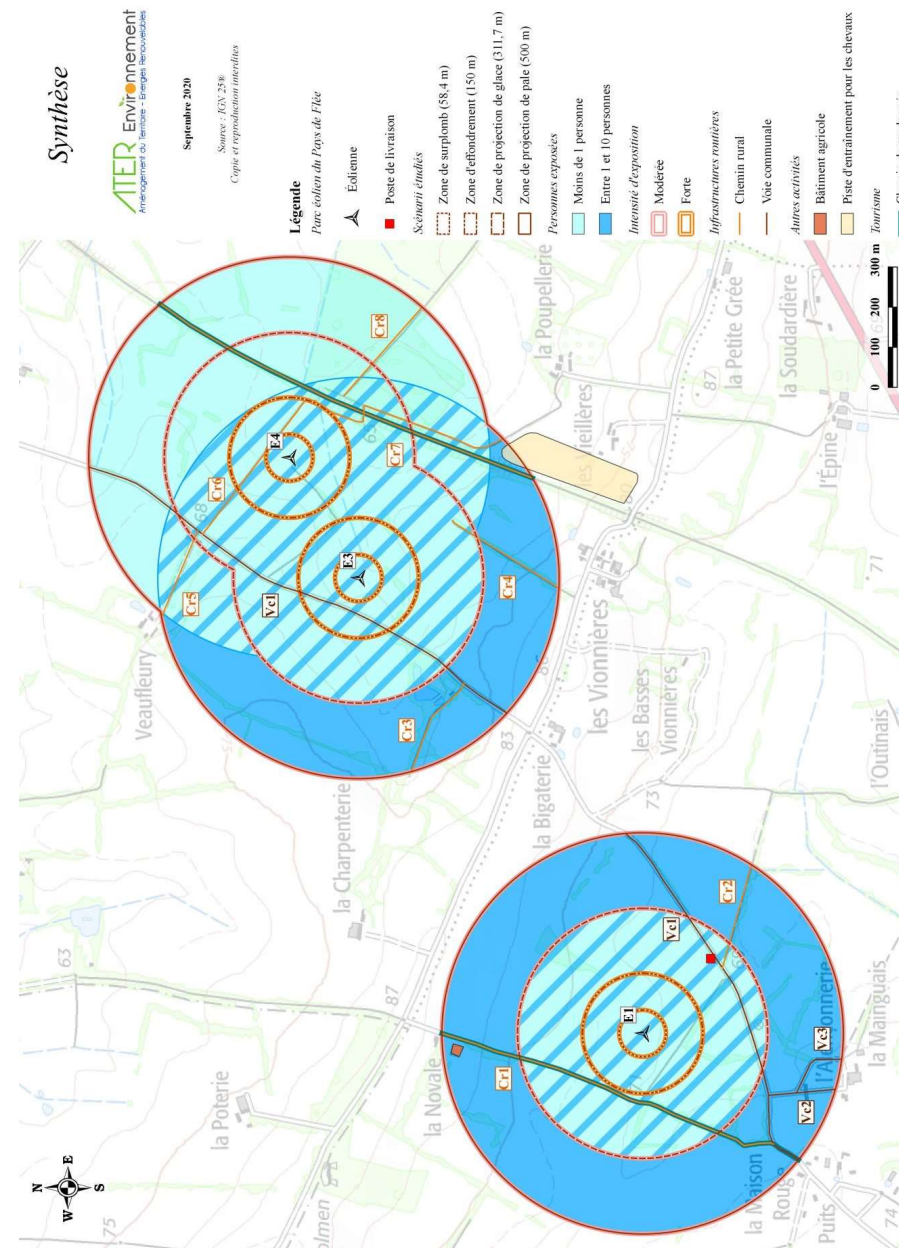 Synthèse
ATER Environnement
Aménagement du Territoire - Energies Renouvelables
Septembre 2020
Source : IGN 25®
Copie et reproduction interdites
Légende
Parc éolien du Pays de Flée
Éolienne
Poste de livraison
Scénarii étudiés
Zone de surplomb (58,4 m)
Zone d'effondrement (150 m)
Zone de projection de glace (311,7 m)
Zone de projection de pale (500 m)
Personnes exposées
Moins de 1 personne
Entre 1 et 10 personnes
Intensité d'exposition
Modérée
Forte
Infrastructures routières
Chemin rural
Voie communale
Autres activités
Bâtiment agricole
Piste d'entrainement pour les chevaux
Tourisme
0 100 200 300 m
N
W E
S
75
la Poterie
63
la Charpenterie
87
la Novale
Veaufleury
Cr5
Cr6
68
E4
Cr8
Vc1
E3
Cr7
Cr3
Cr4
83
la Bigaterie
les Vionnières
les Basses
Vionnières
73
la Poupellerie
les Vieillères
la Petite Grée
87
la Soudardière
l'Épine
71
l'Outinais
Cr1
E1
Vc1
Cr2
la Maison
Rouge
Puits
74
Vc2
Vc3
la Mainguais